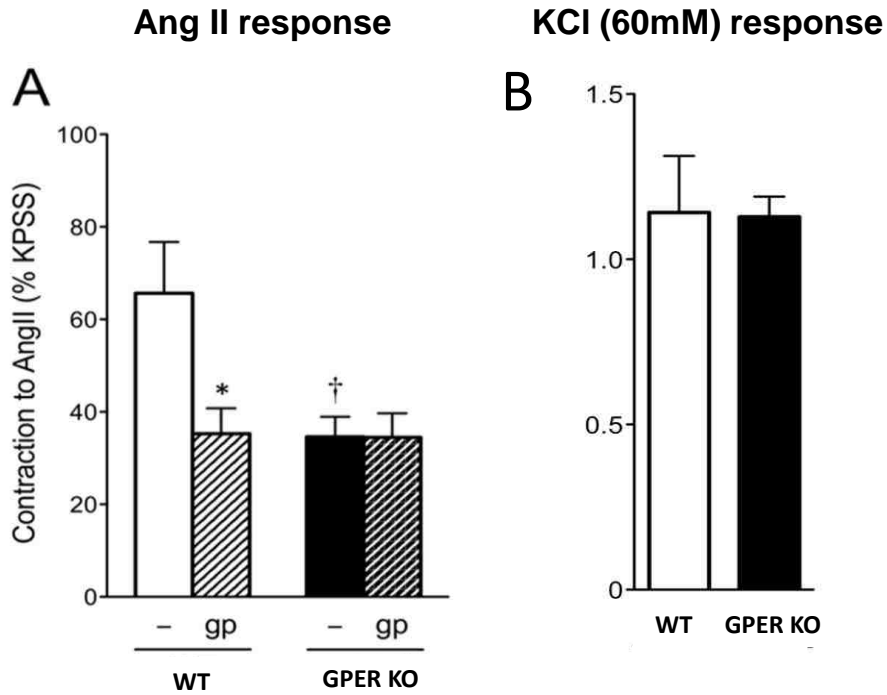 Ang II response
KCl (60mM) response
A
Contraction to AngII (% KPSS)
100
80
60
40
20
0
*
†
– gp – gp
WT GPER KO
B
1.5
1.0
0.5
0
WT GPER KO